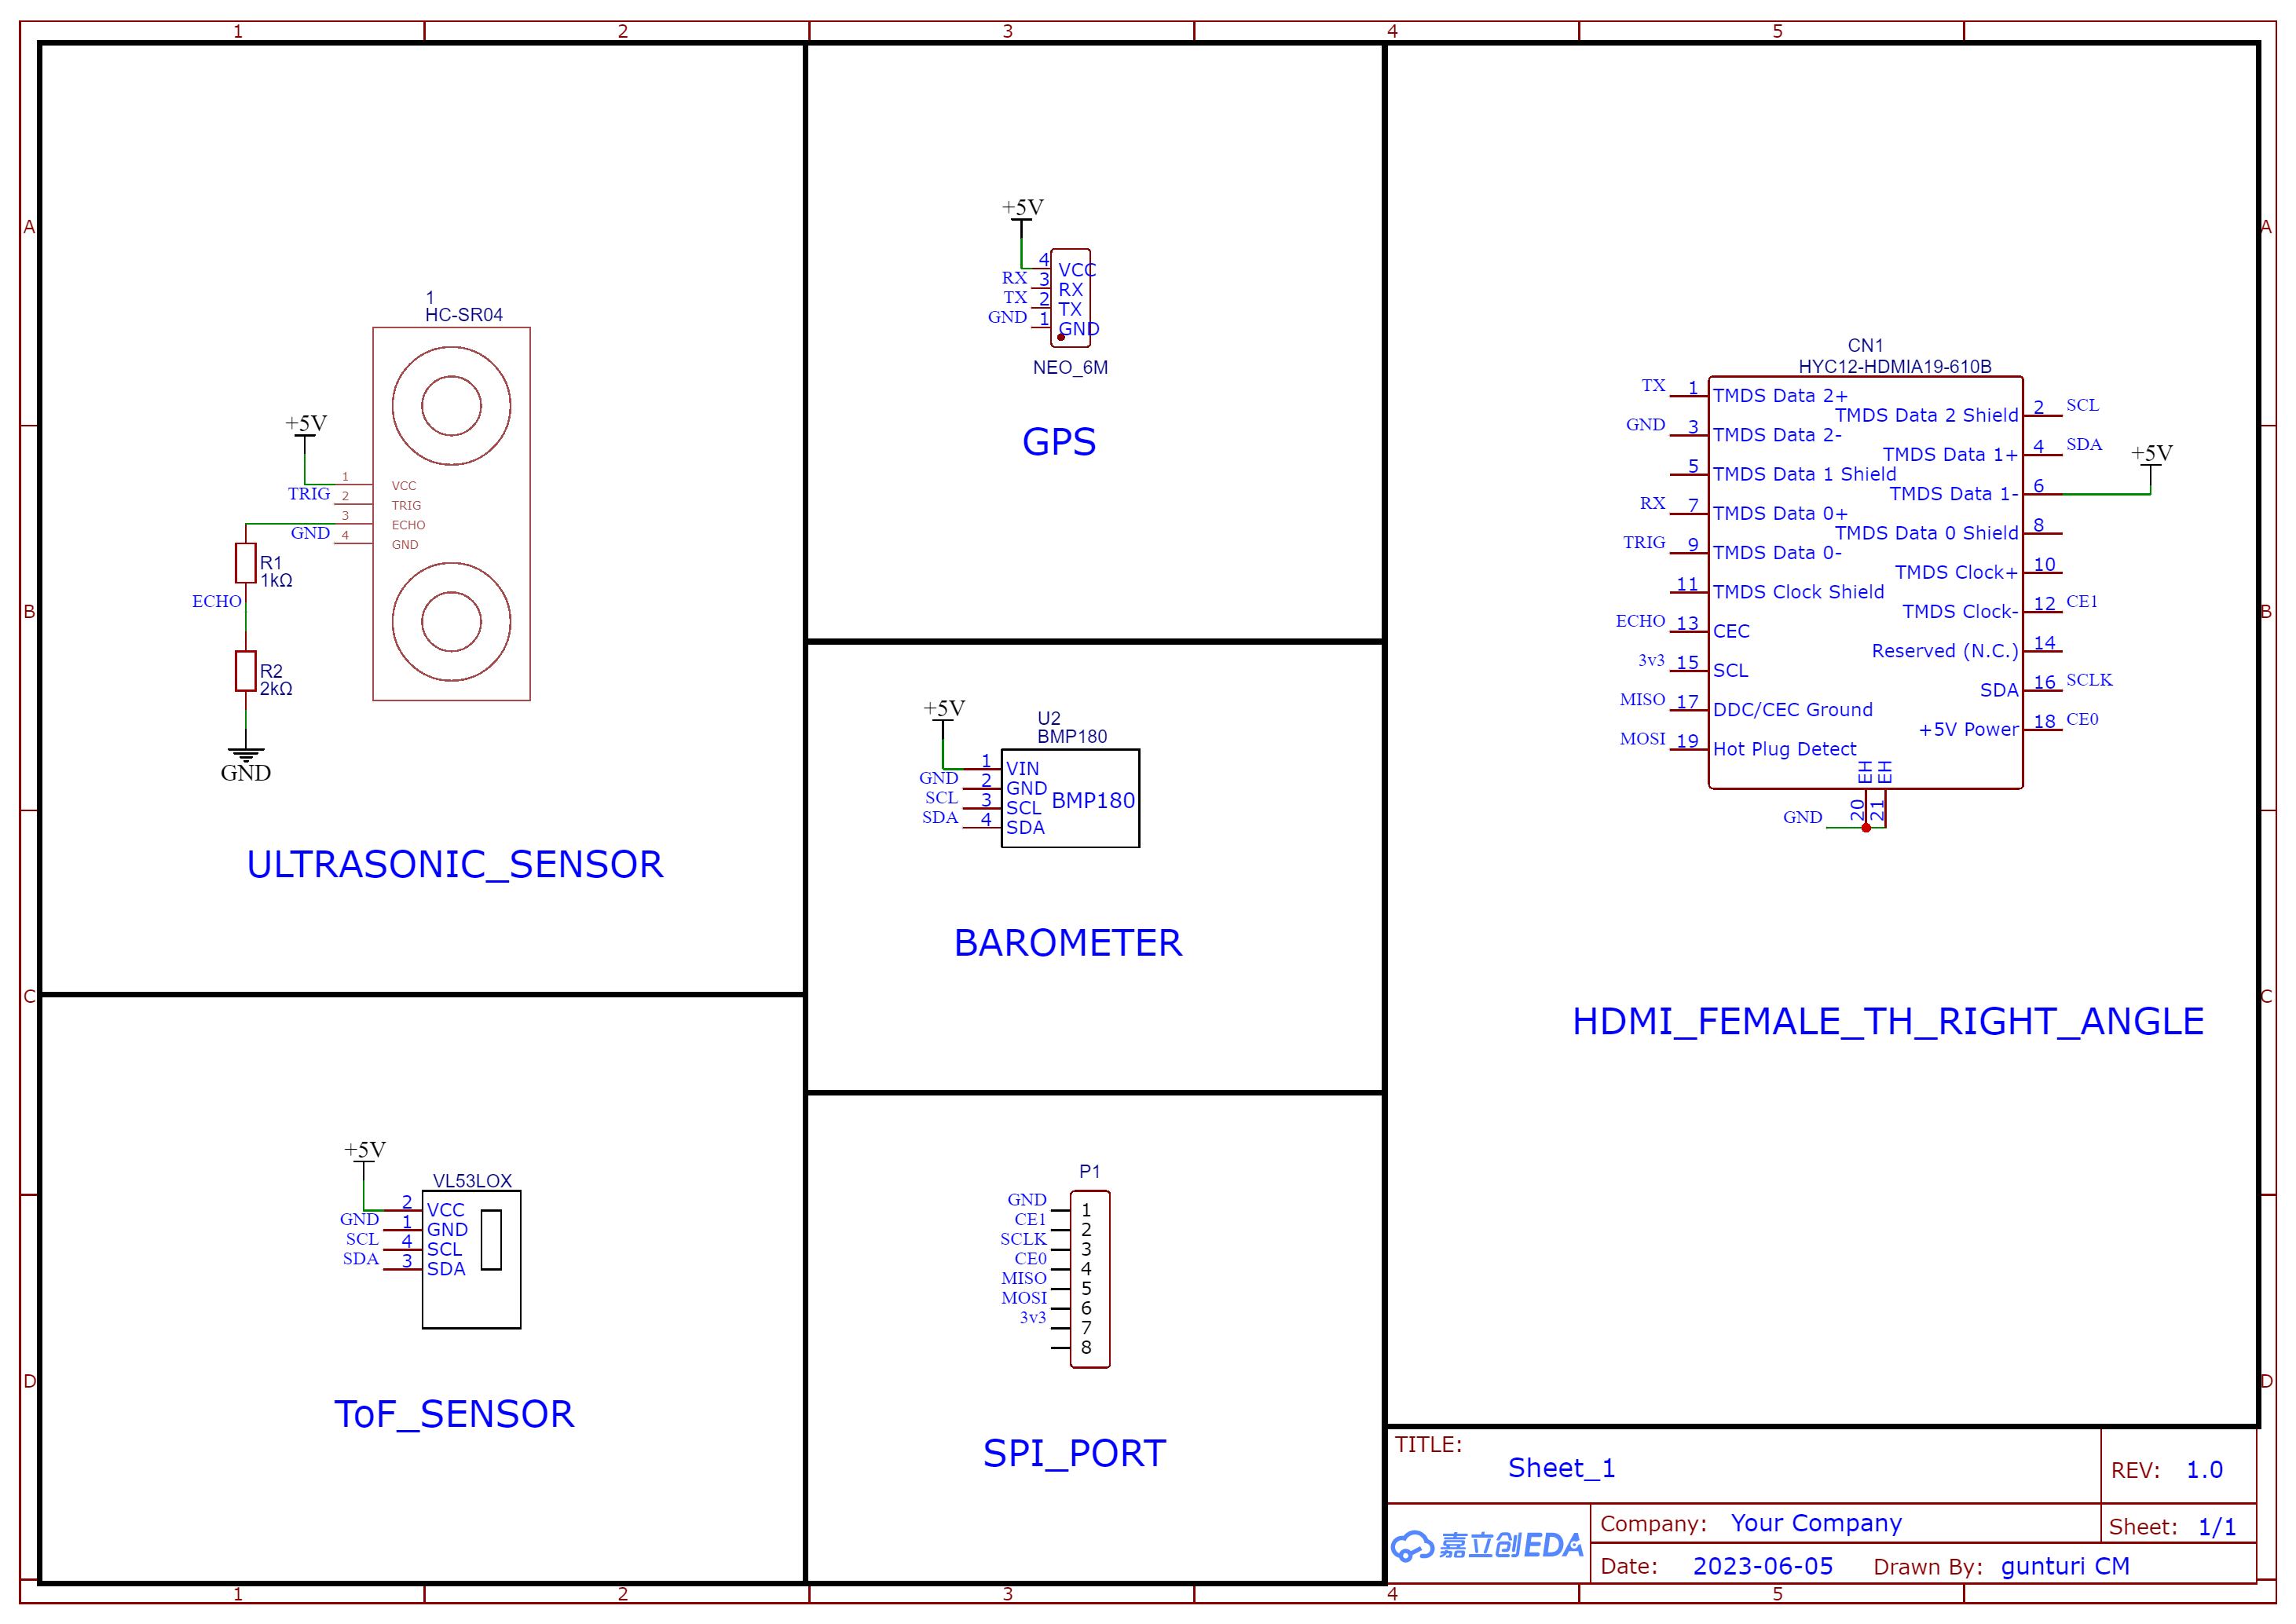 1 2 3 4 5
A
B
C
D
A
B
C
D
1
HC-SR04
+5V
TRIG
GND
1 VCC
2 TRIG
3 ECHO
4 GND
R1
1kΩ
ECHO
R2
2kΩ
GND
ULTRASONIC_SENSOR
+5V
RX
TX
GND
4 VCC
3 RX
2 TX
1 GND
NEO_6M
GPS
+5V
U2
BMP180
GND
SCL
SDA
1 VIN
2 GND
3 SCL
4 SDA
BMP180
BAROMETER
CN1
HYC12-HDMIA19-610B
TX 1 TMDS Data 2+
TMDS Data 2 Shield 2 SCL
GND 3 TMDS Data 2-
TMDS Data 1+ 4 SDA
+5V
5 TMDS Data 1 Shield
TMDS Data 1- 6
RX 7 TMDS Data 0+
TMDS Data 0 Shield 8
TRIG 9 TMDS Data 0-
TMDS Clock+ 10
11 TMDS Clock Shield
TMDS Clock- 12 CE1
ECHO 13 CEC
Reserved (N.C.) 14
3v3 15 SCL
SDA 16 SCLK
MISO 17 DDC/CEC Ground
+5V Power 18 CE0
MOSI 19 Hot Plug Detect
EH EH
20 21
GND
HDMI_FEMALE_TH_RIGHT_ANGLE
+5V
VL53LOX
GND
SCL
SDA
2 VCC
1 GND
4 SCL
3 SDA
ToF_SENSOR
P1
GND 1
CE1 2
SCLK 3
CE0 4
MISO 5
MOSI 6
3v3 7
8
SPI_PORT
TITLE:
Sheet_1
REV: 1.0
嘉立创EDA
Company: Your Company
Sheet: 1/1
Date: 2023-06-05 Drawn By: gunturi CM
1 2 3 4 5